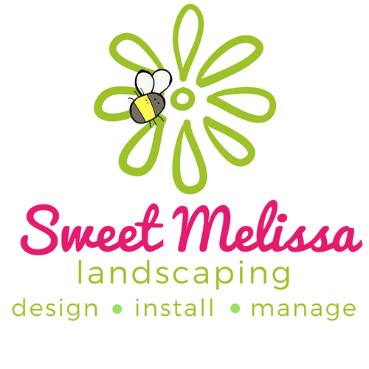 Sweet Melissa
landscaping
design • install • manage